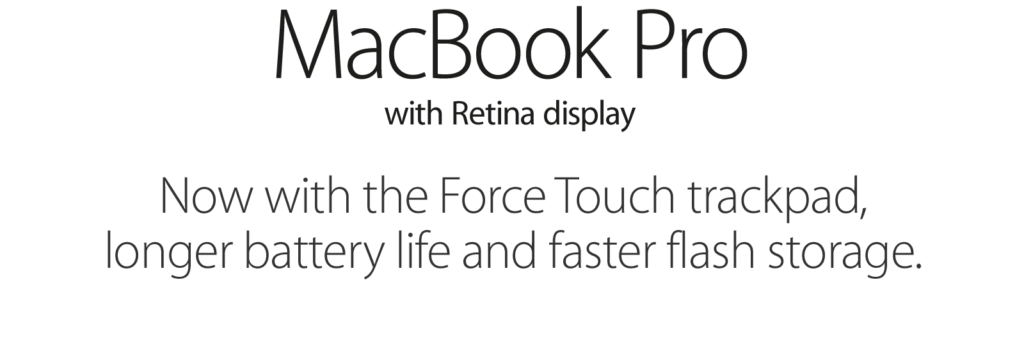 MacBook Pro
with Retina display
Now with the Force Touch trackpad,
longer battery life and faster flash storage.